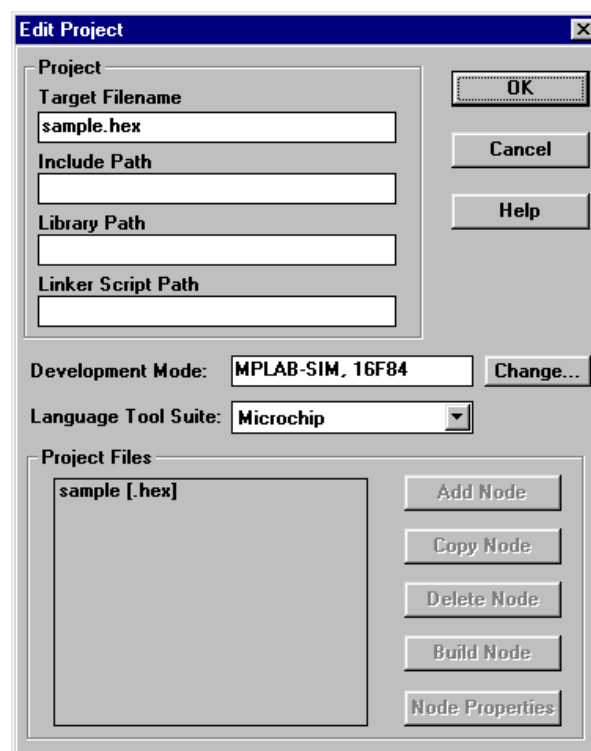 Edit Project
Project
Target Filename
sample.hex
Include Path
Library Path
Linker Script Path
OK
Cancel
Help
Development Mode: MPLAB-SIM, 16F84 Change...
Language Tool Suite: Microchip
Project Files
sample [.hex]
Add Node
Copy Node
Delete Node
Build Node
Node Properties